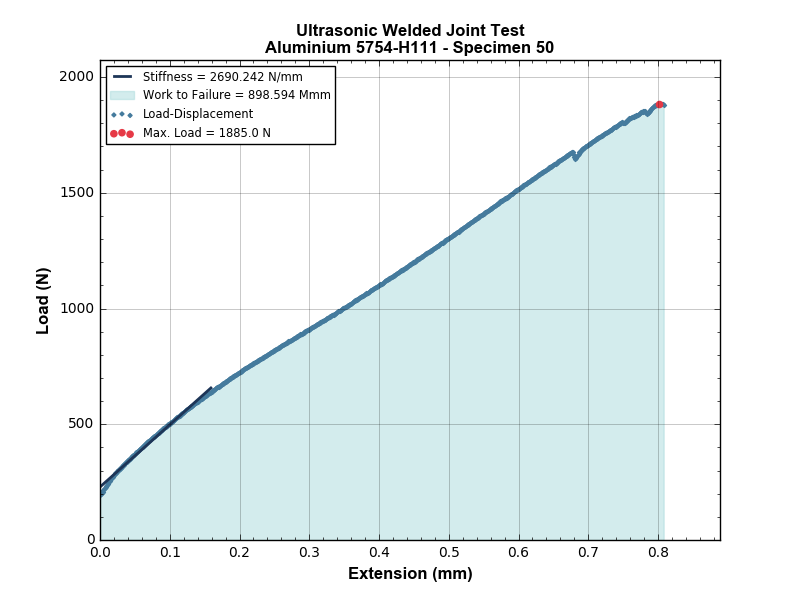 Ultrasonic Welded Joint Test
Aluminium 5754-H111 - Specimen 50
Stiffness = 2690.242 N/mm
Work to Failure = 898.594 Mmm
Load-Displacement
Max. Load = 1885.0 N
2000
1500
1000
500
0
Load (N)
0.0 0.1 0.2 0.3 0.4 0.5 0.6 0.7 0.8
Extension (mm)